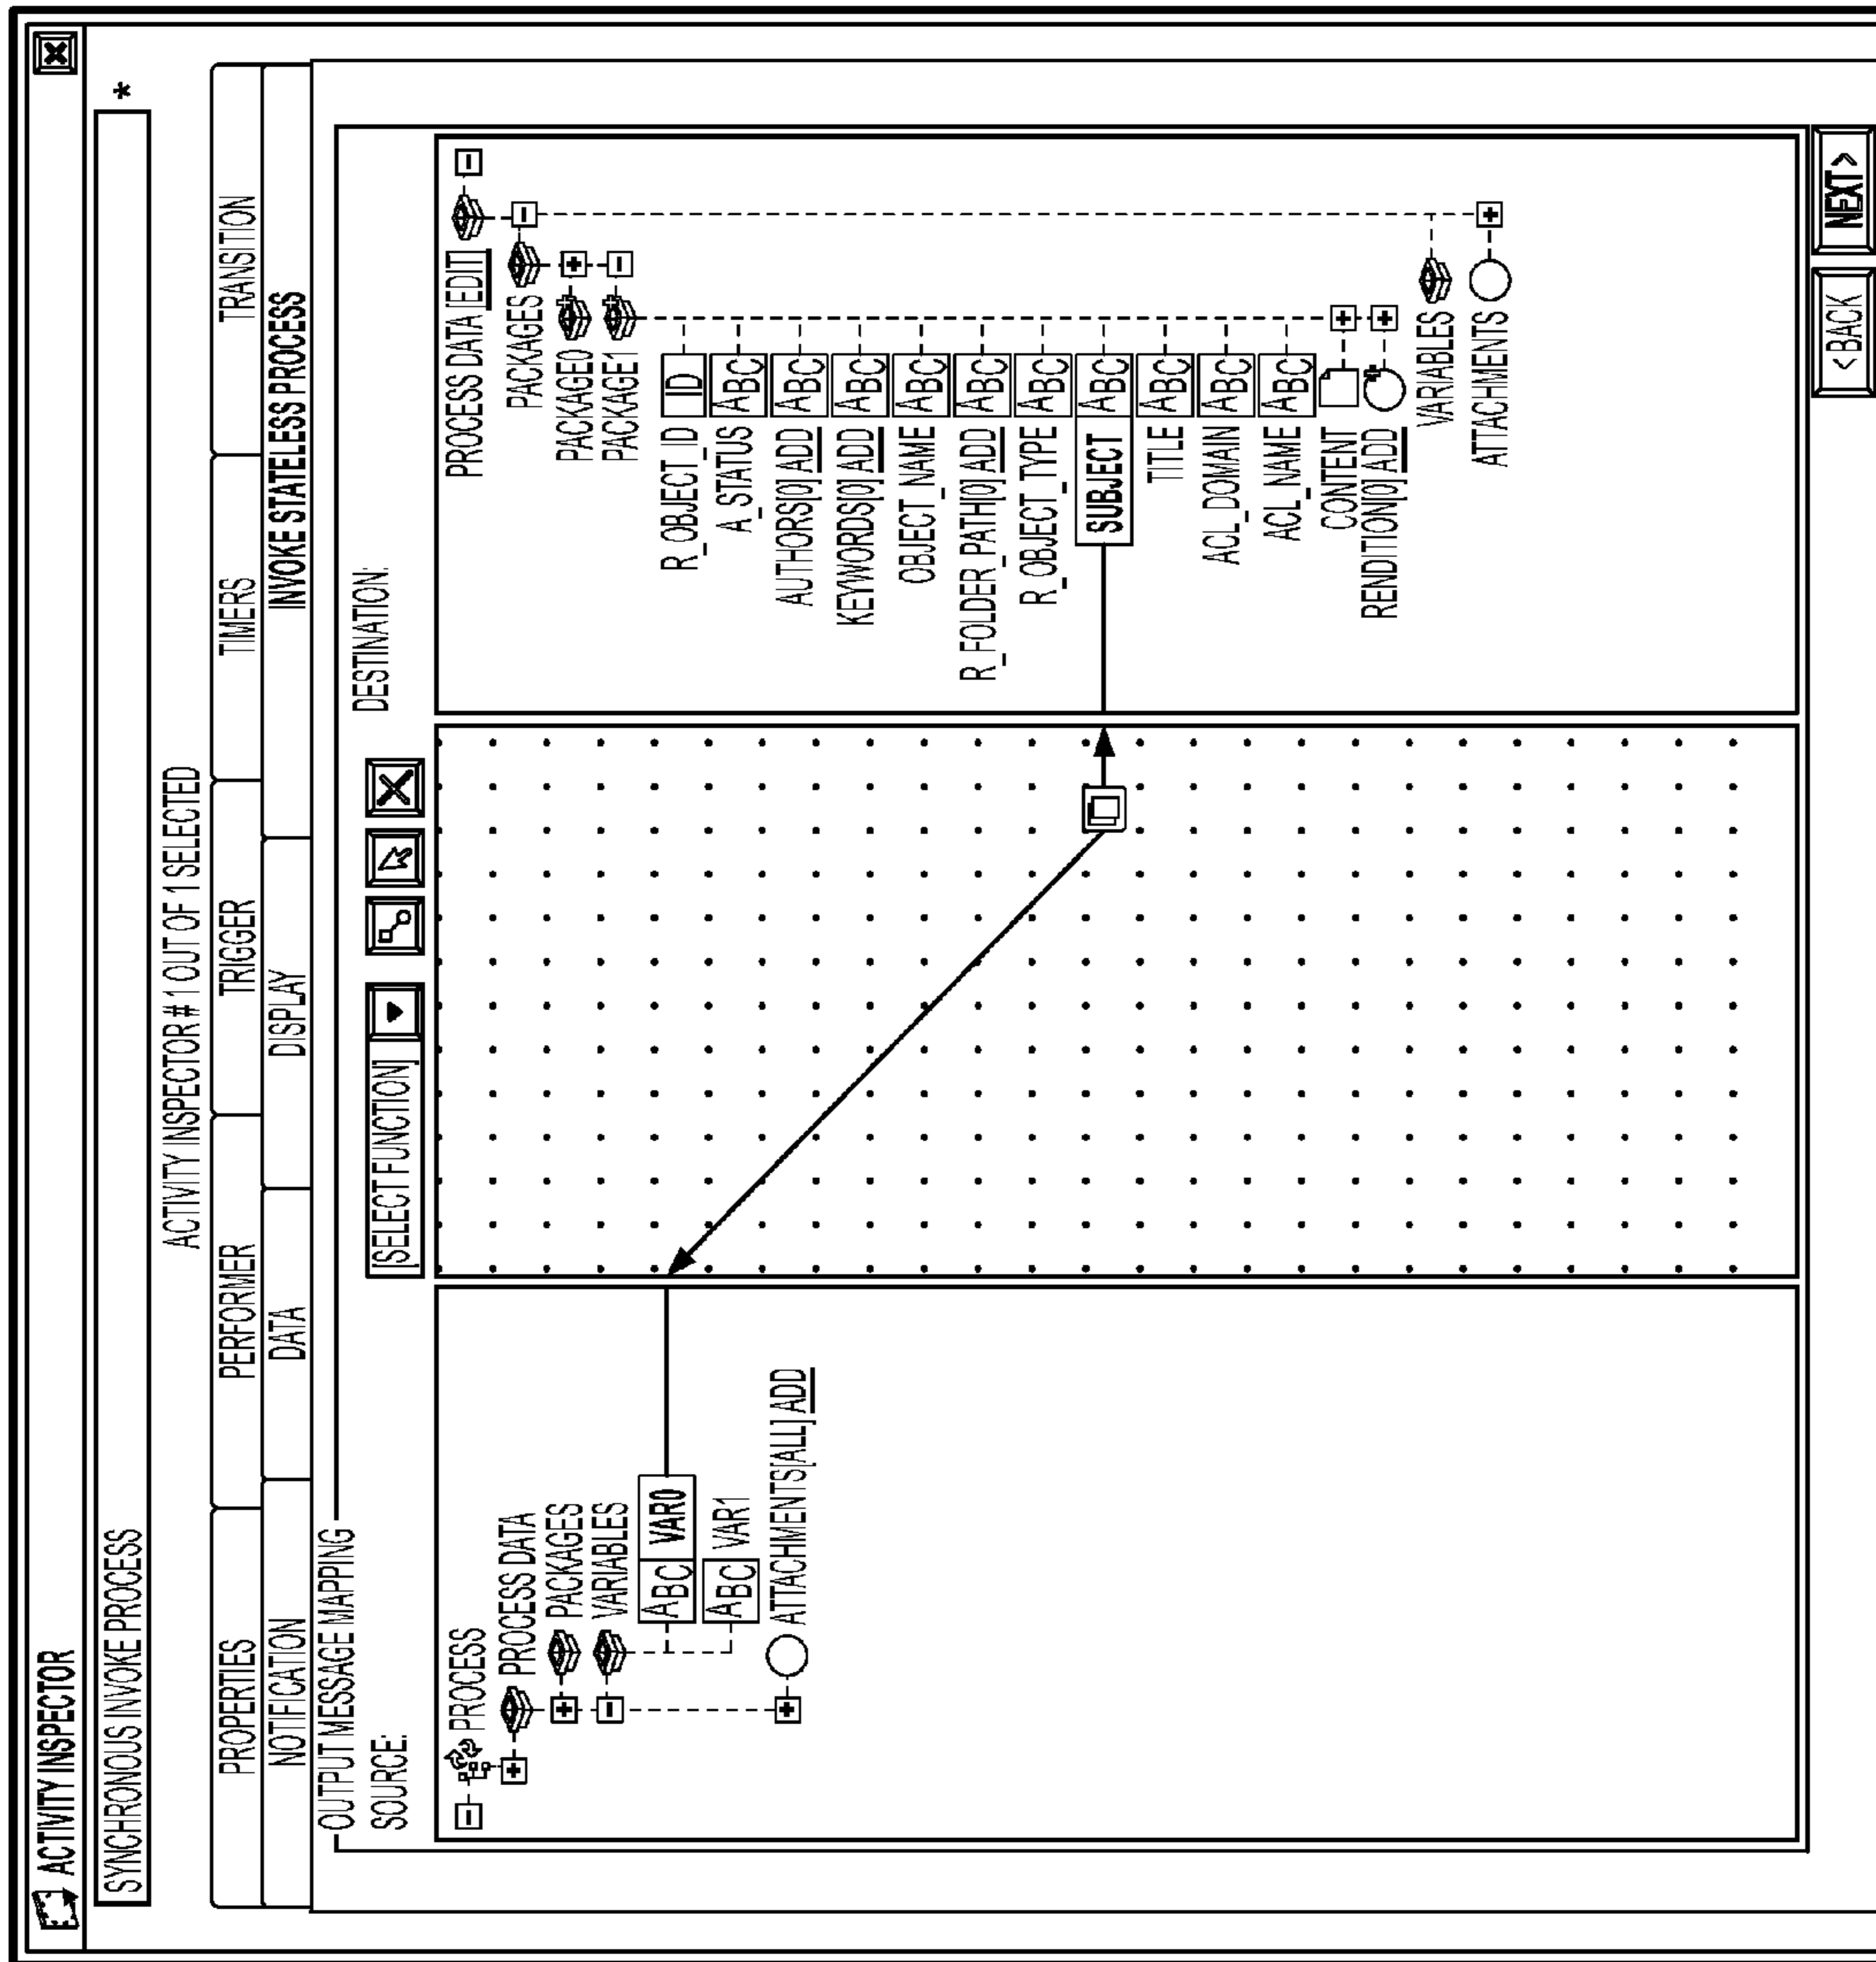 ACTIVITY INSPECTOR
SYNCHRONOUS INVOKE PROCESS *
ACTIVITY INSPECTOR # 1 OUT OF 1 SELECTED
PROPERTIES PERFORMER TRIGGER TIMERS TRANSITION
NOTIFICATION DATA DISPLAY INVOKE STATELESS PROCESS
OUTPUT MESSAGE MAPPING
SOURCE:
[SELECT FUNCTION]
DESTINATION:
PROCESS
PROCESS DATA
PACKAGES
VARIABLES
ABC VAR0
ABC VAR1
ATTACHMENTS[ALL] ADD
PROCESS DATA [EDIT]
PACKAGES
PACKAGE0
PACKAGE1
R_OBJECT_ID ID
A_STATUS ABC
AUTHORS[0] ADD ABC
KEYWORDS[0] ADD ABC
OBJECT_NAME ABC
R_FOLDER_PATH[0] ADD ABC
R_OBJECT_TYPE ABC
SUBJECT ABC
TITLE ABC
ACL_DOMAIN ABC
ACL_NAME ABC
CONTENT
RENDITION[0] ADD
VARIABLES
ATTACHMENTS
< BACK NEXT >